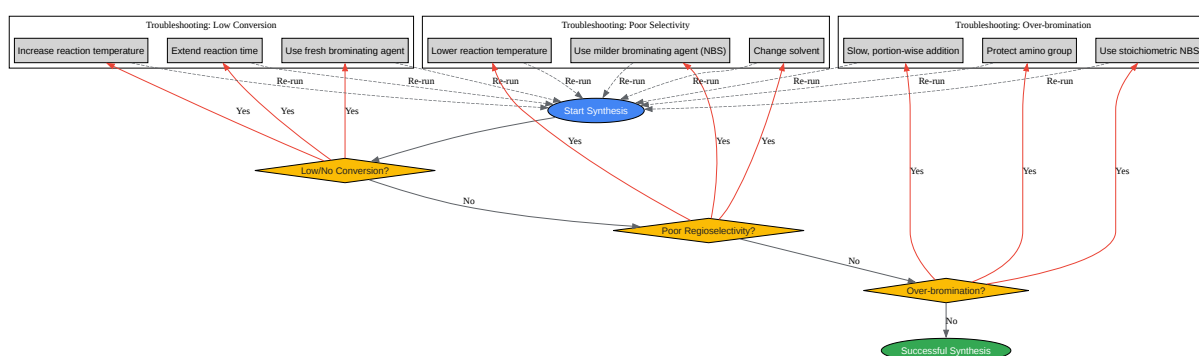 Troubleshooting: Low Conversion
Troubleshooting: Poor Selectivity
Troubleshooting: Over-bromination
Increase reaction temperature
Extend reaction time
Use fresh brominating agent
Lower reaction temperature
Use milder brominating agent (NBS)
Change solvent
Slow, portion-wise addition
Protect amino group
Use stoichiometric NBS
Re-run
Re-run
Re-run
Re-run
Re-run
Re-run
Re-run
Re-run
Re-run
Start Synthesis
Yes
Yes
Yes
Yes
Yes
Yes
Yes
Yes
Yes
Low/No Conversion?
No
Poor Regioselectivity?
No
Over-bromination?
No
Successful Synthesis